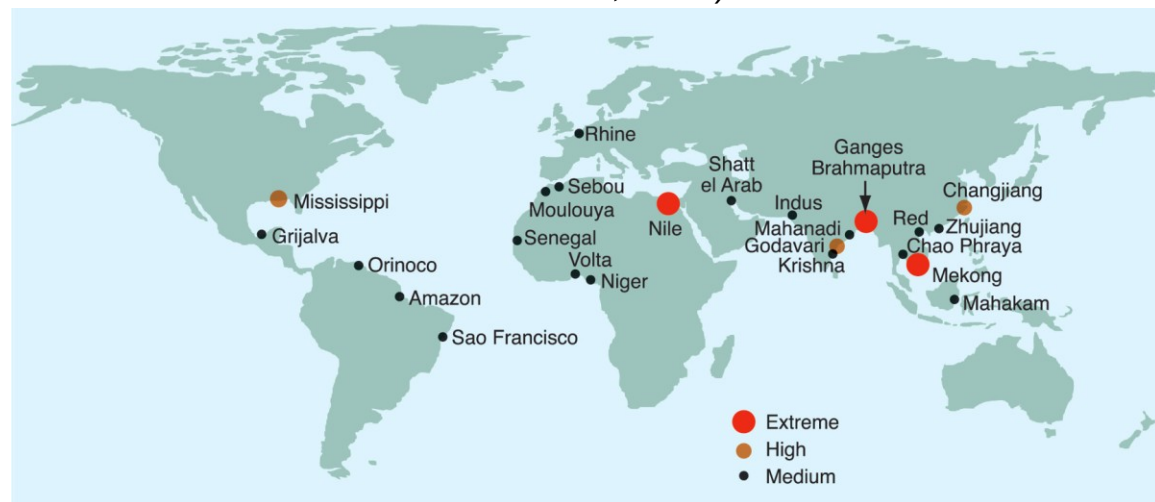 Rhine
Ganges
Brahmaputra
Shatt
el Arab
Changjiang
Sebou
Mississippi
Moulouya
Indus
Nile
Mahanadi
Red
Zhujiang
Grijalva
Senegal
Godavari
Chao Phraya
Volta
Krishna
Orinoco
Niger
Mekong
Amazon
Mahakam
Sao Francisco
Extreme
High
Medium